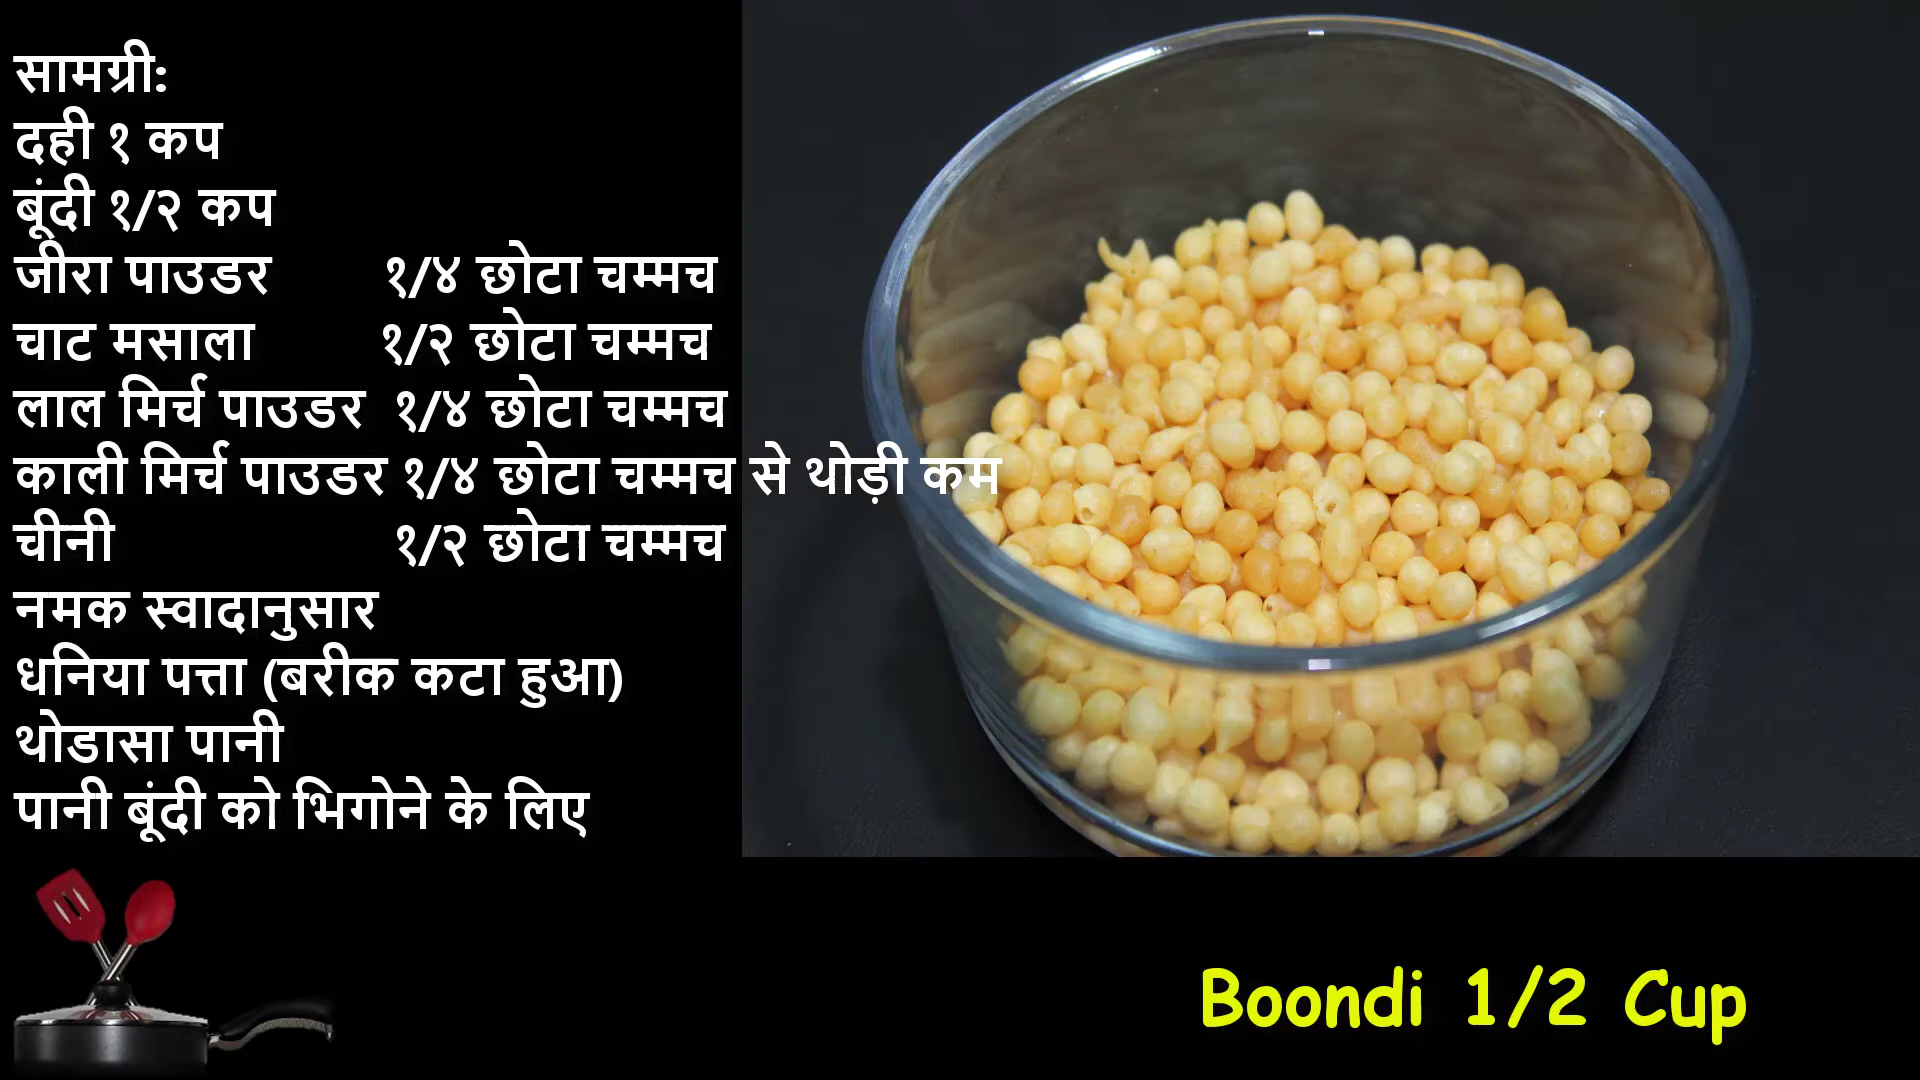 सामग्री:
दही १ कप
बूंदी १/२ कप
जीरा पाउडर १/४ छोटा चम्मच
चाट मसाला १/२ छोटा चम्मच
लाल मिर्च पाउडर १/४ छोटा चम्मच
काली मिर्च पाउडर १/४ छोटा चम्मच से थोड़ी कम
चीनी १/२ छोटा चम्मच
नमक स्वादानुसार
धनिया पत्ता (बरीक कटा हुआ)
थोडासा पानी
पानी बूंदी को भिगोने के लिए
Boondi 1/2 Cup